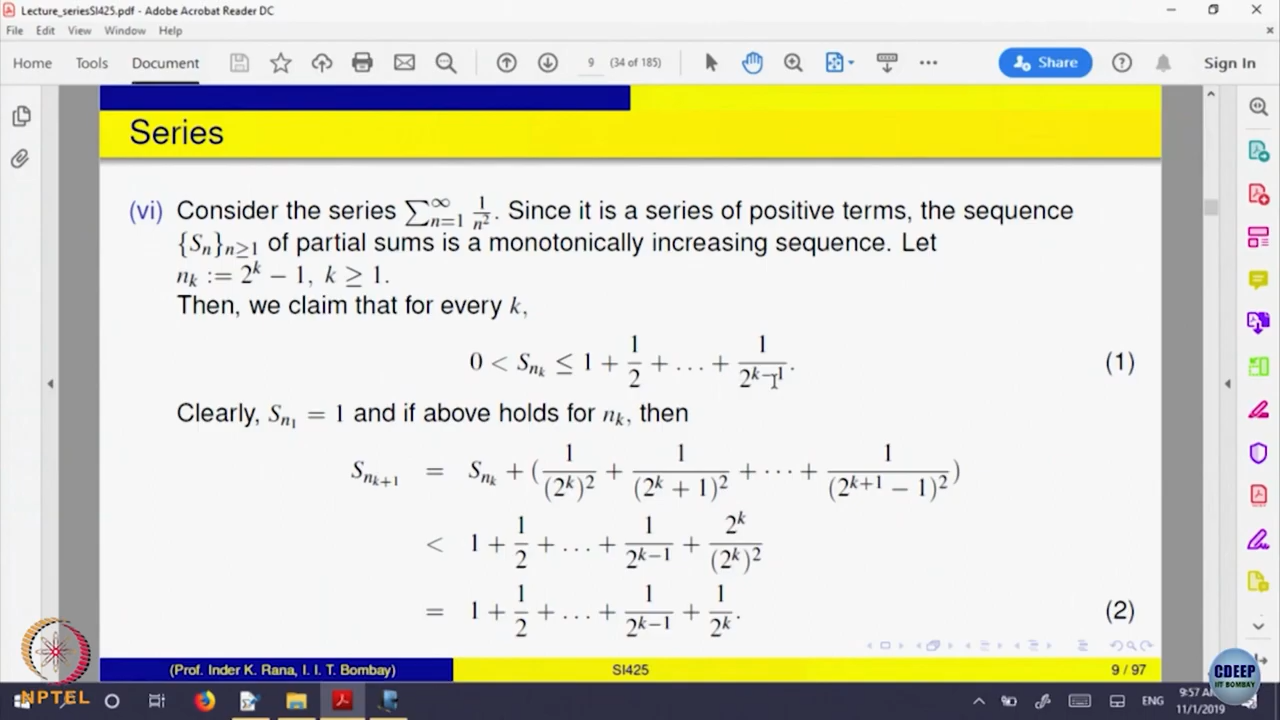 Lecture_seriesSI425.pdf - Adobe Acrobat Reader DC
File Edit View Window Help
Home Tools Document 9 (34 of 185) Share Sign In
Series
(vi) Consider the series ∑_{n=1}^{∞} 1/n². Since it is a series of positive terms, the sequence
{S_n}_{n≥1} of partial sums is a monotonically increasing sequence. Let
n_k := 2^k − 1, k ≥ 1.
Then, we claim that for every k,
0 < S_{n_k} ≤ 1 + 1/2 + … + 1/2^{k−1}. (1)
Clearly, S_{n_1} = 1 and if above holds for n_k, then
S_{n_{k+1}} = S_{n_k} + (1/(2^k)² + 1/(2^k + 1)² + ⋯ + 1/(2^{k+1} − 1)²)
< 1 + 1/2 + … + 1/2^{k−1} + 2^k/(2^k)²
= 1 + 1/2 + … + 1/2^{k−1} + 1/2^k. (2)
(Prof. Inder K. Rana, I. I. T. Bombay) SI425 9 / 97
NPTEL
CDEEP
IIT BOMBAY
ENG
9:57 A
11/1/2019